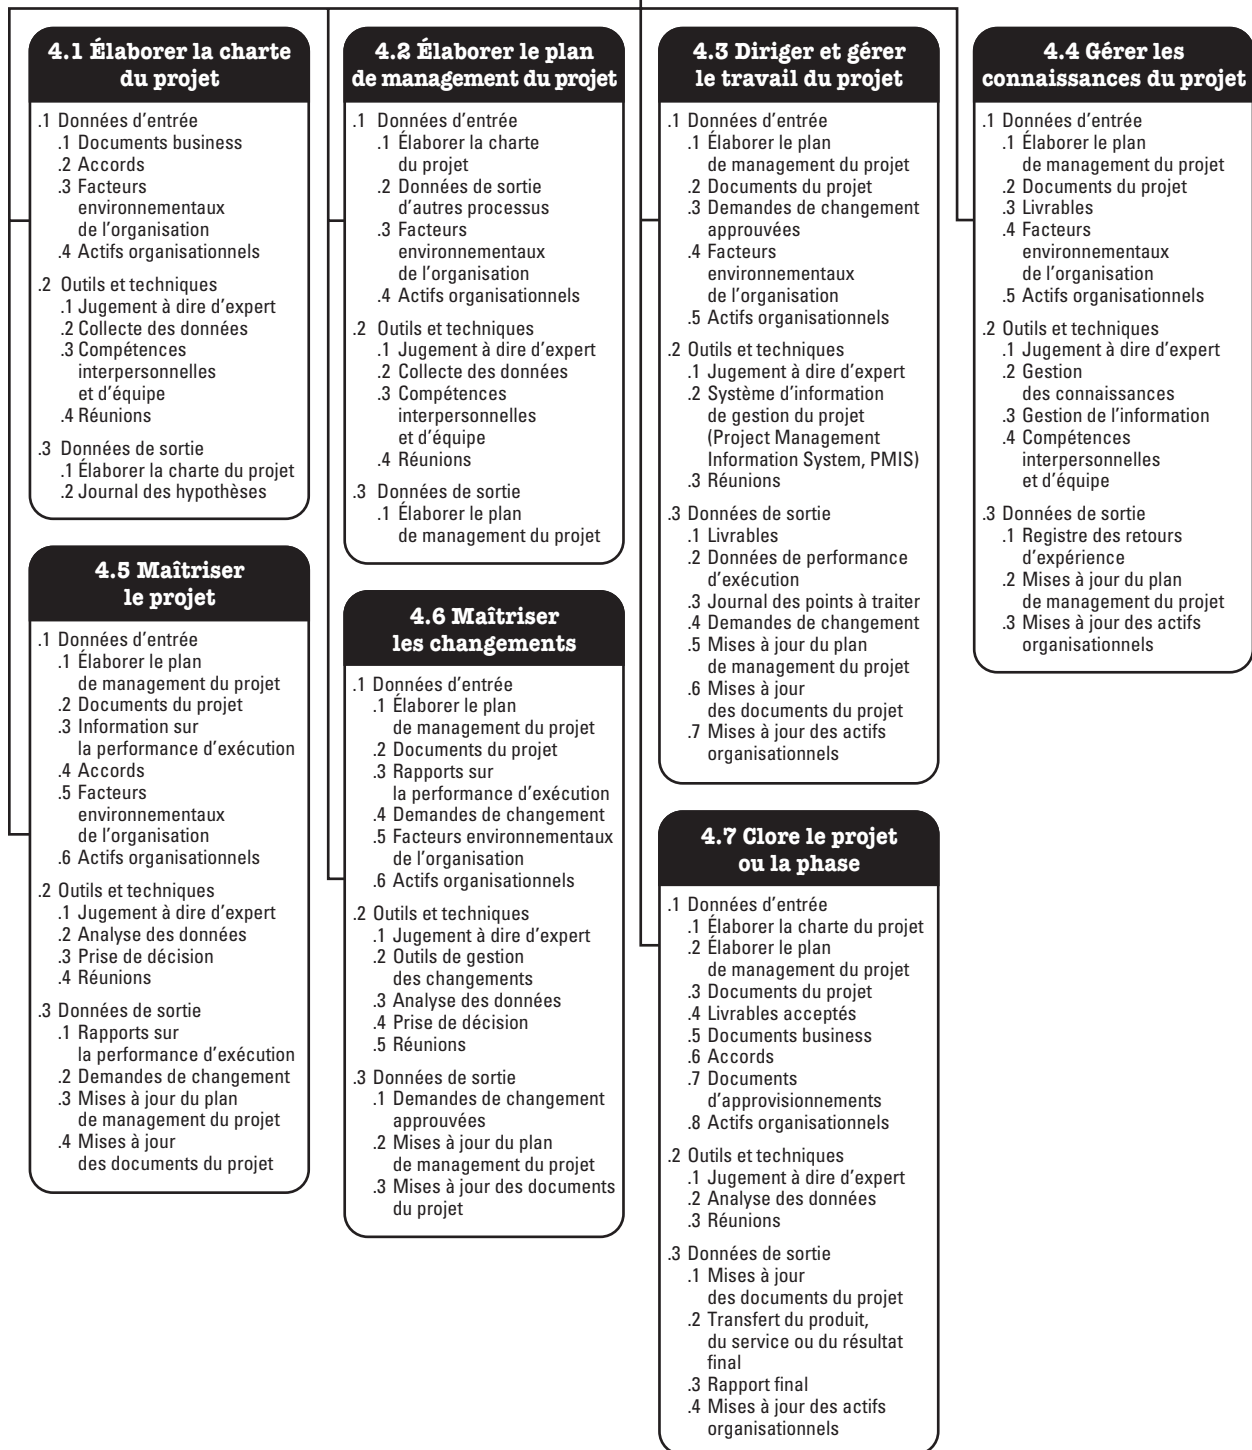 4.1 Élaborer la charte
du projet
.1 Données d'entrée
.1 Documents business
.2 Accords
.3 Facteurs
environnementaux
de l'organisation
.4 Actifs organisationnels
.2 Outils et techniques
.1 Jugement à dire d'expert
.2 Collecte des données
.3 Compétences
interpersonnelles
et d'équipe
.4 Réunions
.3 Données de sortie
.1 Élaborer la charte du projet
.2 Journal des hypothèses
4.2 Élaborer le plan
de management du projet
.1 Données d'entrée
.1 Élaborer la charte
du projet
.2 Données de sortie
d'autres processus
.3 Facteurs
environnementaux
de l'organisation
.4 Actifs organisationnels
.2 Outils et techniques
.1 Jugement à dire d'expert
.2 Collecte des données
.3 Compétences
interpersonnelles
et d'équipe
.4 Réunions
.3 Données de sortie
.1 Élaborer le plan
de management du projet
4.3 Diriger et gérer
le travail du projet
.1 Données d'entrée
.1 Élaborer le plan
de management du projet
.2 Documents du projet
.3 Demandes de changement
approuvées
.4 Facteurs
environnementaux
de l'organisation
.5 Actifs organisationnels
.2 Outils et techniques
.1 Jugement à dire d'expert
.2 Système d'information
de gestion du projet
(Project Management
Information System, PMIS)
.3 Réunions
.3 Données de sortie
.1 Livrables
.2 Données de performance
d'exécution
.3 Journal des points à traiter
.4 Demandes de changement
.5 Mises à jour du plan
de management du projet
.6 Mises à jour
des documents du projet
.7 Mises à jour des actifs
organisationnels
4.4 Gérer les
connaissances du projet
.1 Données d'entrée
.1 Élaborer le plan
de management du projet
.2 Documents du projet
.3 Livrables
.4 Facteurs
environnementaux
de l'organisation
.5 Actifs organisationnels
.2 Outils et techniques
.1 Jugement à dire d'expert
.2 Gestion
des connaissances
.3 Gestion de l'information
.4 Compétences
interpersonnelles
et d'équipe
.3 Données de sortie
.1 Registre des retours
d'expérience
.2 Mises à jour du plan
de management du projet
.3 Mises à jour des actifs
organisationnels
4.5 Maîtriser
le projet
.1 Données d'entrée
.1 Élaborer le plan
de management du projet
.2 Documents du projet
.3 Information sur
la performance d'exécution
.4 Accords
.5 Facteurs
environnementaux
de l'organisation
.6 Actifs organisationnels
.2 Outils et techniques
.1 Jugement à dire d'expert
.2 Analyse des données
.3 Prise de décision
.4 Réunions
.3 Données de sortie
.1 Rapports sur
la performance d'exécution
.2 Demandes de changement
.3 Mises à jour du plan
de management du projet
.4 Mises à jour
des documents du projet
4.6 Maîtriser
les changements
.1 Données d'entrée
.1 Élaborer le plan
de management du projet
.2 Documents du projet
.3 Rapports sur
la performance d'exécution
.4 Demandes de changement
.5 Facteurs environnementaux
de l'organisation
.6 Actifs organisationnels
.2 Outils et techniques
.1 Jugement à dire d'expert
.2 Outils de gestion
des changements
.3 Analyse des données
.4 Prise de décision
.5 Réunions
.3 Données de sortie
.1 Demandes de changement
approuvées
.2 Mises à jour du plan
de management du projet
.3 Mises à jour des documents
du projet
4.7 Clore le projet
ou la phase
.1 Données d'entrée
.1 Élaborer la charte du projet
.2 Élaborer le plan
de management du projet
.3 Documents du projet
.4 Livrables acceptés
.5 Documents business
.6 Accords
.7 Documents
d'approvisionnements
.8 Actifs organisationnels
.2 Outils et techniques
.1 Jugement à dire d'expert
.2 Analyse des données
.3 Réunions
.3 Données de sortie
.1 Mises à jour
des documents du projet
.2 Transfert du produit,
du service ou du résultat
final
.3 Rapport final
.4 Mises à jour des actifs
organisationnels